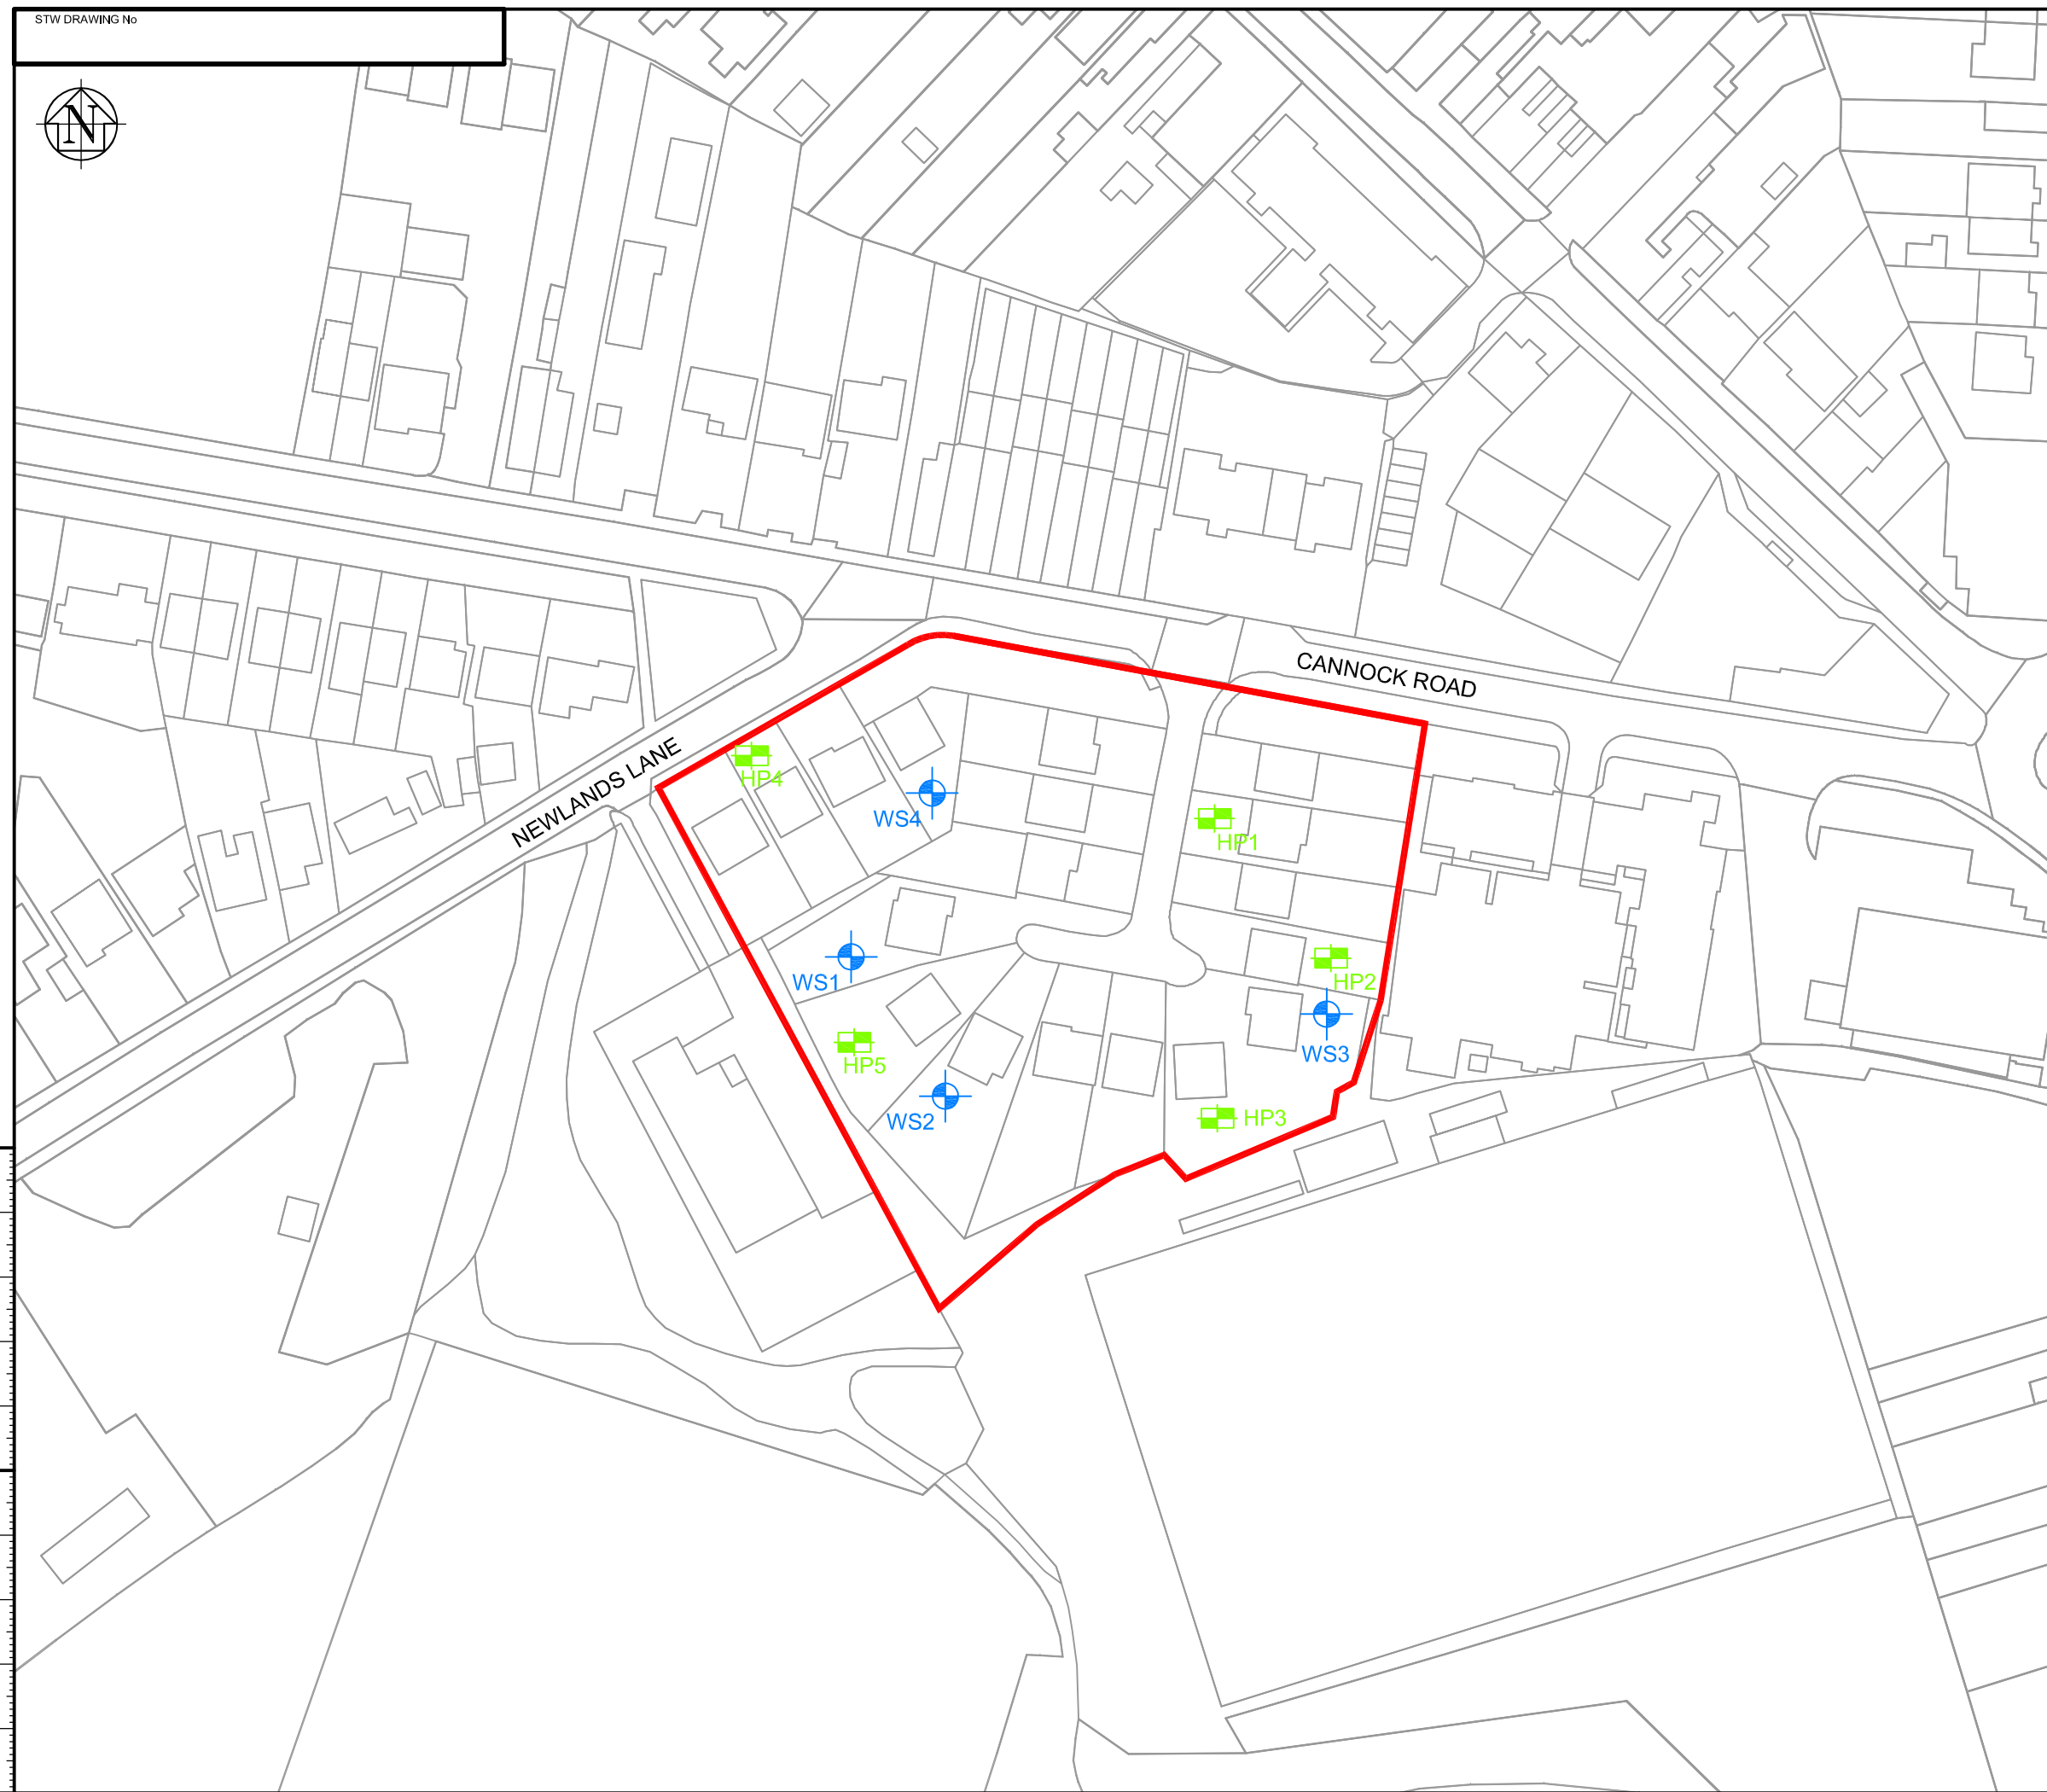 STW DRAWING No
N
CANNOCK ROAD
NEWLANDS LANE
HP4
WS4
HP1
WS1
HP2
WS3
HP5
WS2
HP3